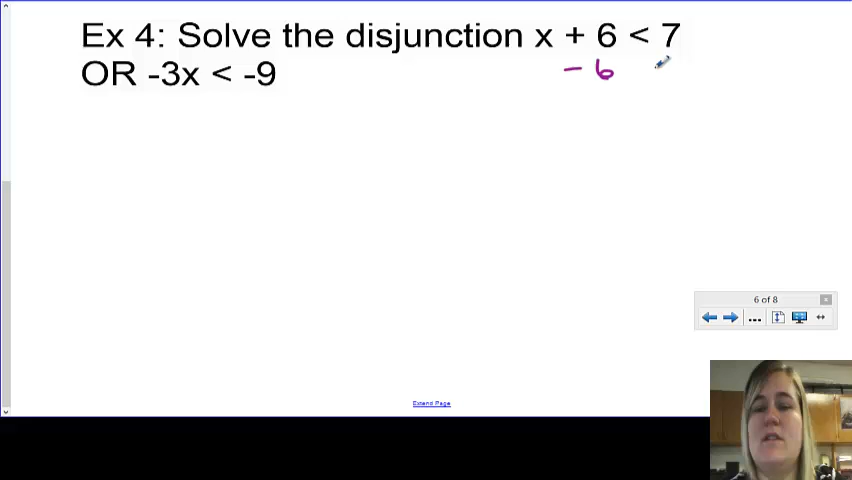 Ex 4: Solve the disjunction x + 6 < 7
OR -3x < -9
- 6
6 of 8
...
Extend Page